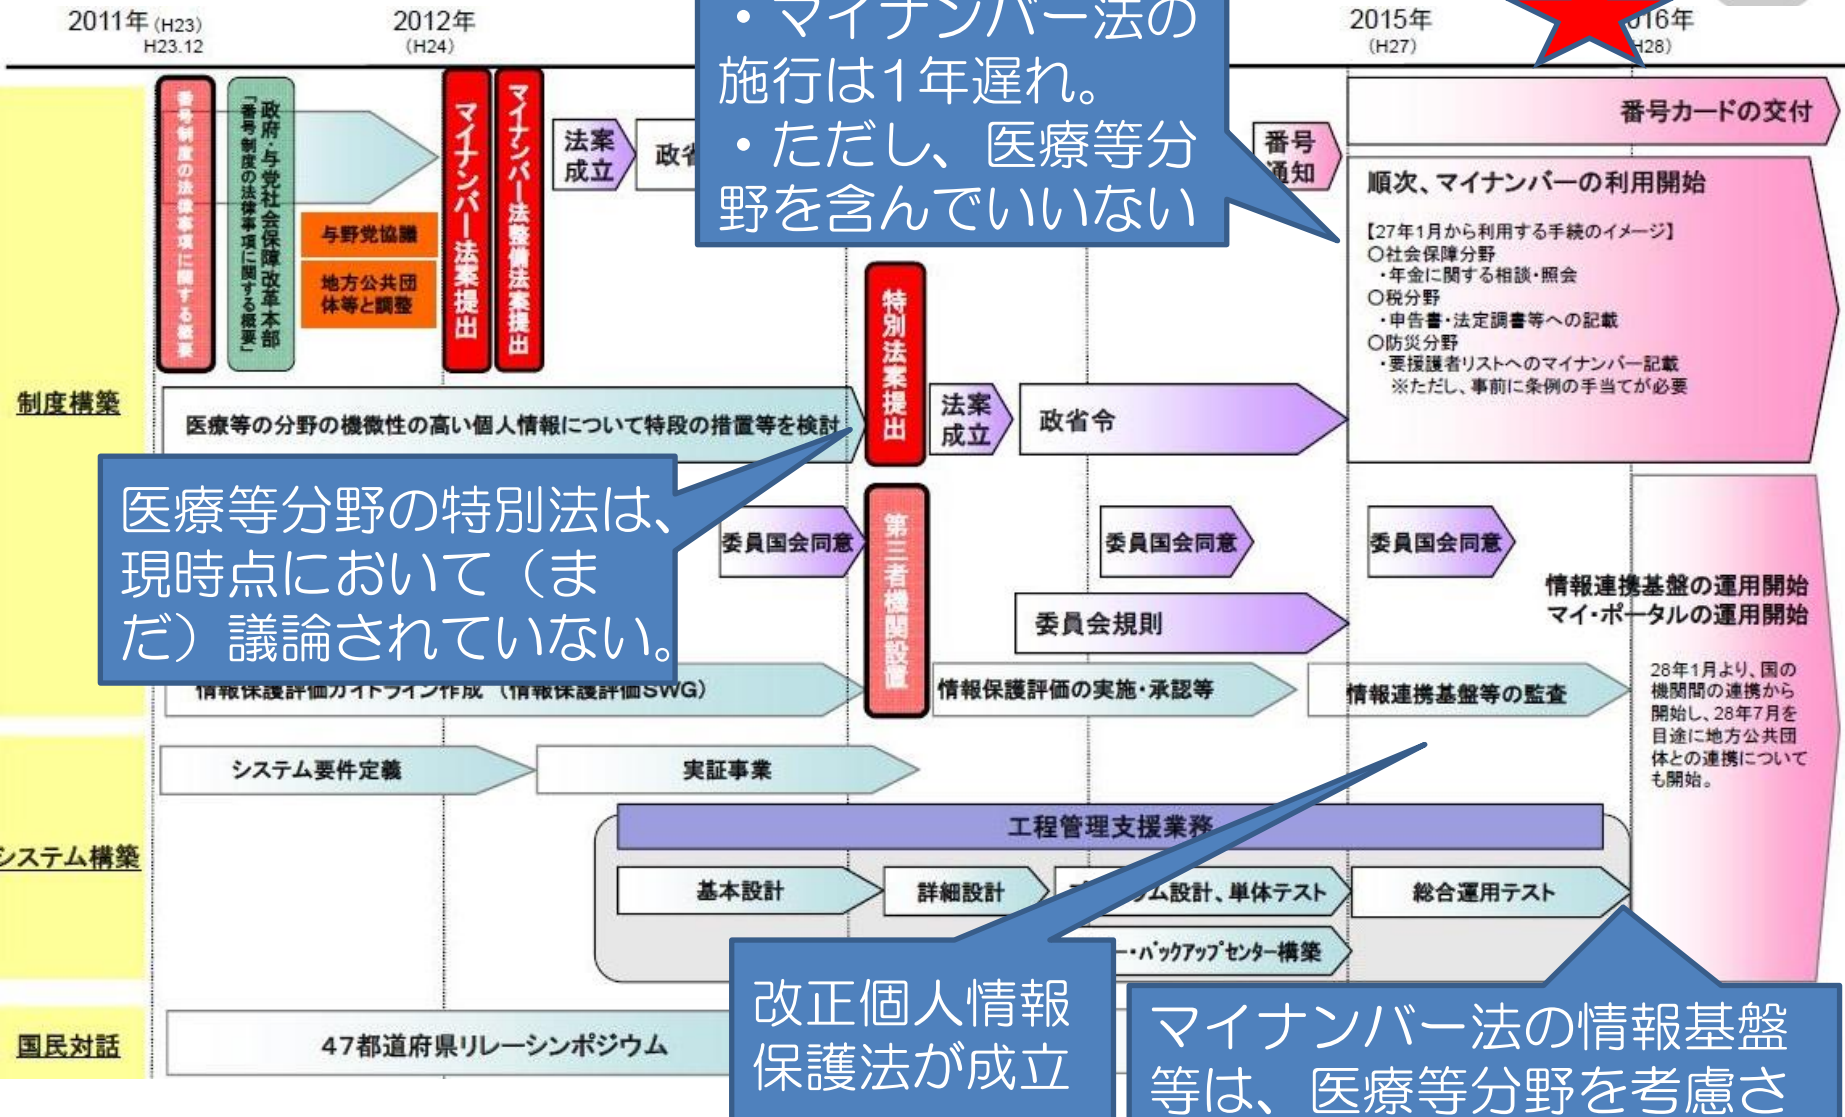 2011年(H23)
H23.12
2012年
(H24)
2015年
(H27)
16年
H28)
・マイナンバー法の
施行は1年遅れ。
・ただし、医療等分
野を含んでいいない
制度構築
番号制度の法律事項に関する概要
政府・与党社会保障改革本部
「番号制度の法律事項に関する概要」
与野党協議
地方公共団
体等と調整
マイナンバー法案提出
マイナンバー法整備法案提出
法案
成立
政省
番号
通知
番号カードの交付
順次、マイナンバーの利用開始
【27年1月から利用する手続のイメージ】
○社会保障分野
・年金に関する相談・照会
○税分野
・申告書・法定調書等への記載
○防災分野
・要援護者リストへのマイナンバー記載
※ただし、事前に条例の手当てが必要
医療等の分野の機微性の高い個人情報について特段の措置等を検討
特別法案提出
法案
成立
政省令
医療等分野の特別法は、
現時点において（ま
だ）議論されていない。
委員国会同意
第三者機関設置
委員国会同意
委員国会同意
委員会規則
情報保護評価ガイドライン作成（情報保護評価SWG）
情報保護評価の実施・承認等
情報連携基盤等の監査
情報連携基盤の運用開始
マイ・ポータルの運用開始
28年1月より、国の
機関間の連携から
開始し、28年7月を
目途に地方公共団
体との連携について
も開始。
システム構築
システム要件定義
実証事業
工程管理支援業務
基本設計
詳細設計
ム設計、単体テスト
総合運用テスト
ー・バックアップセンター構築
改正個人情報
保護法が成立
マイナンバー法の情報基盤
等は、医療等分野を考慮さ
国民対話
47都道府県リレーシンポジウム